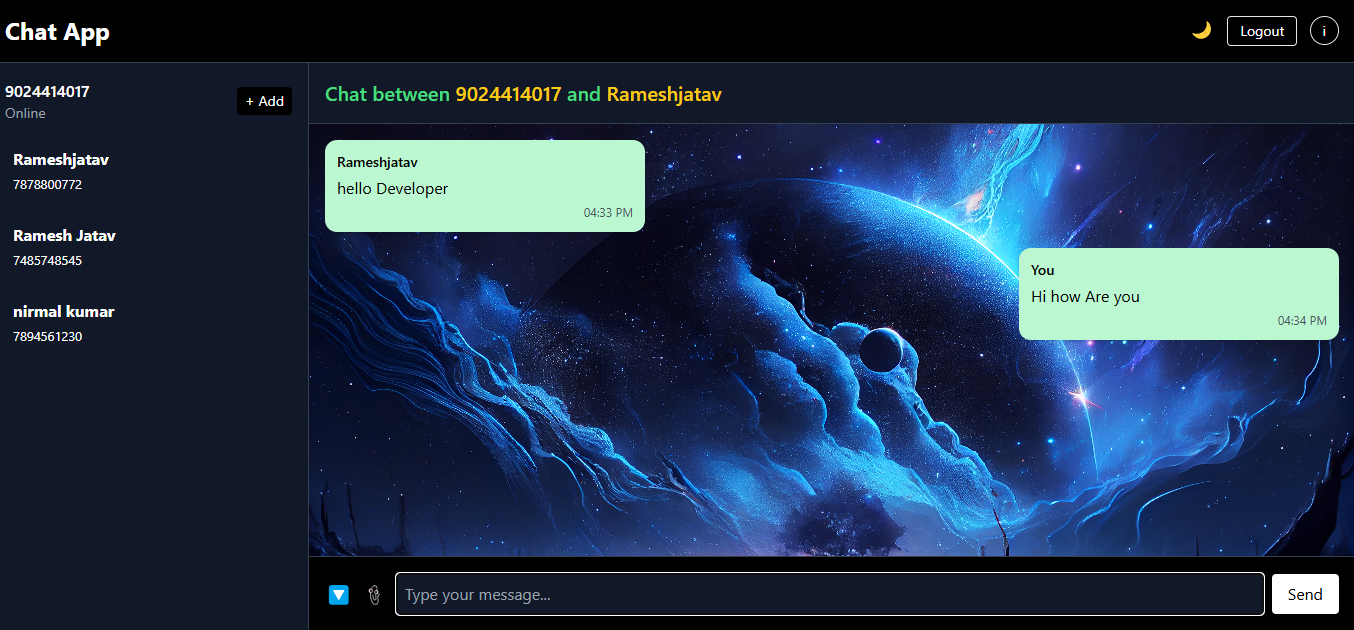 Chat App
Logout
i
9024414017
Online
+ Add
Rameshjatav
7878800772
Ramesh Jatav
7485748545
nirmal kumar
7894561230
Chat between 9024414017 and Rameshjatav
Rameshjatav
hello Developer
04:33 PM
You
Hi how Are you
04:34 PM
Type your message...
Send